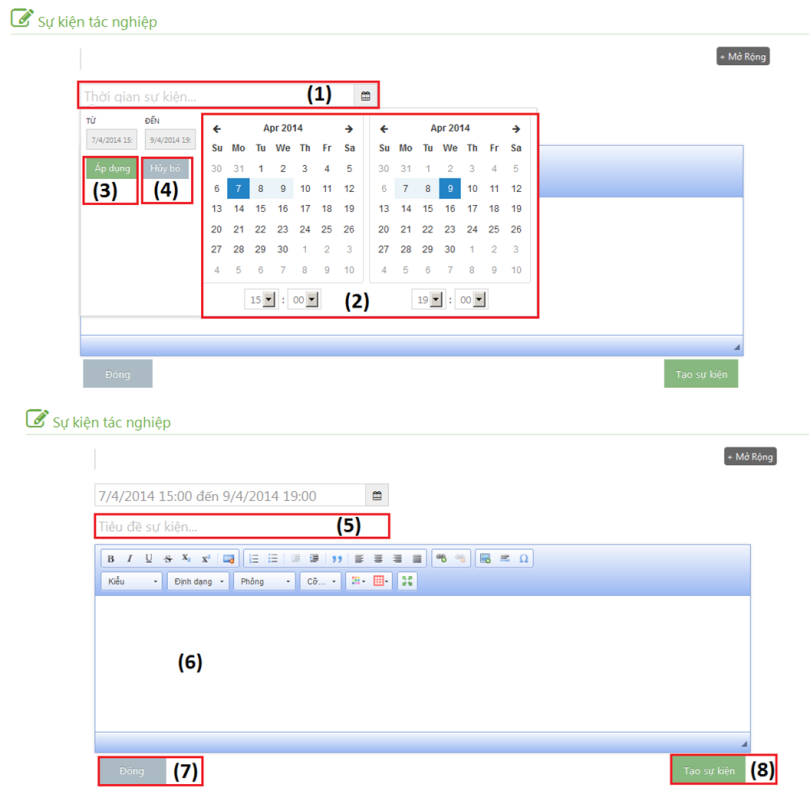 Sự kiện tác nghiệp
+ Mở Rộng
Thời gian sự kiện... (1)
TỪ ĐẾN
7/4/2014 15: 9/4/2014 19:
Áp dụng Hủy bỏ
(3) (4)
Apr 2014
Su Mo Tu We Th Fr Sa
30 31 1 2 3 4 5
6 7 8 9 10 11 12
13 14 15 16 17 18 19
20 21 22 23 24 25 26
27 28 29 30 1 2 3
4 5 6 7 8 9 10
15 : 00
(2)
Apr 2014
Su Mo Tu We Th Fr Sa
30 31 1 2 3 4 5
6 7 8 9 10 11 12
13 14 15 16 17 18 19
20 21 22 23 24 25 26
27 28 29 30 1 2 3
4 5 6 7 8 9 10
19 : 00
Đóng Tạo sự kiện
Sự kiện tác nghiệp
+ Mở Rộng
7/4/2014 15:00 đến 9/4/2014 19:00
Tiêu đề sự kiện... (5)
B I U S X₂ X² Ω
Kiểu Định dạng Phông Cỡ...
(6)
Đóng (7) Tạo sự kiện (8)